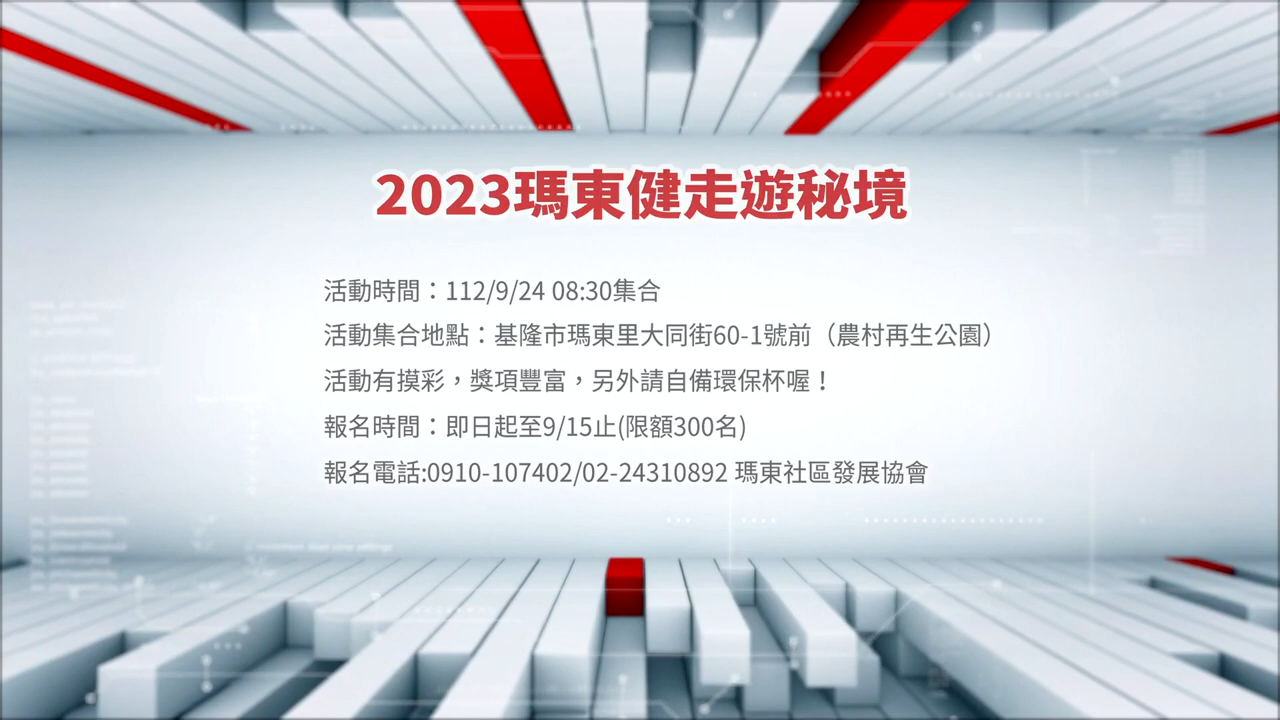 2023瑪東健走遊秘境
活動時間：112/9/24 08:30集合
活動集合地點：基隆市瑪東里大同街60-1號前（農村再生公園）
活動有摸彩，獎項豐富，另外請自備環保杯喔！
報名時間：即日起至9/15止(限額300名)
報名電話:0910-107402/02-24310892 瑪東社區發展協會